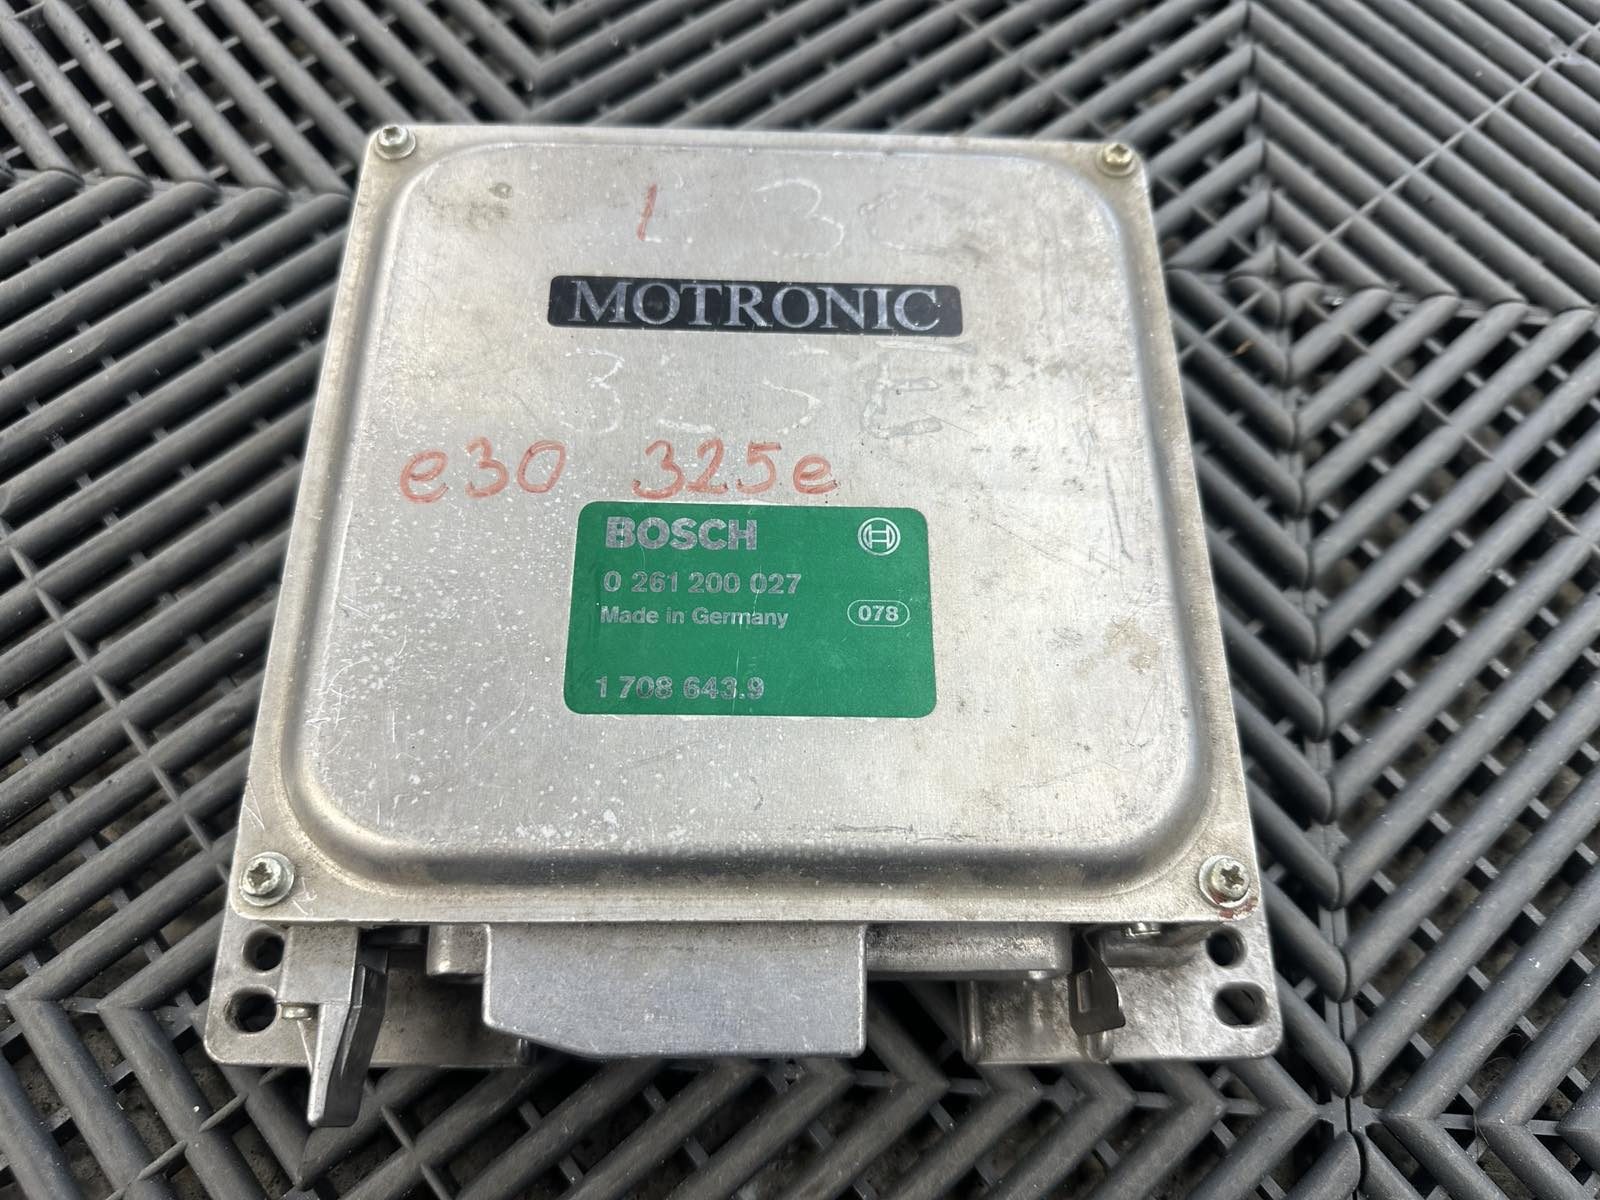 MOTRONIC
e30 325e
BOSCH
0 261 200 027
Made in Germany 078
1 708 643.9